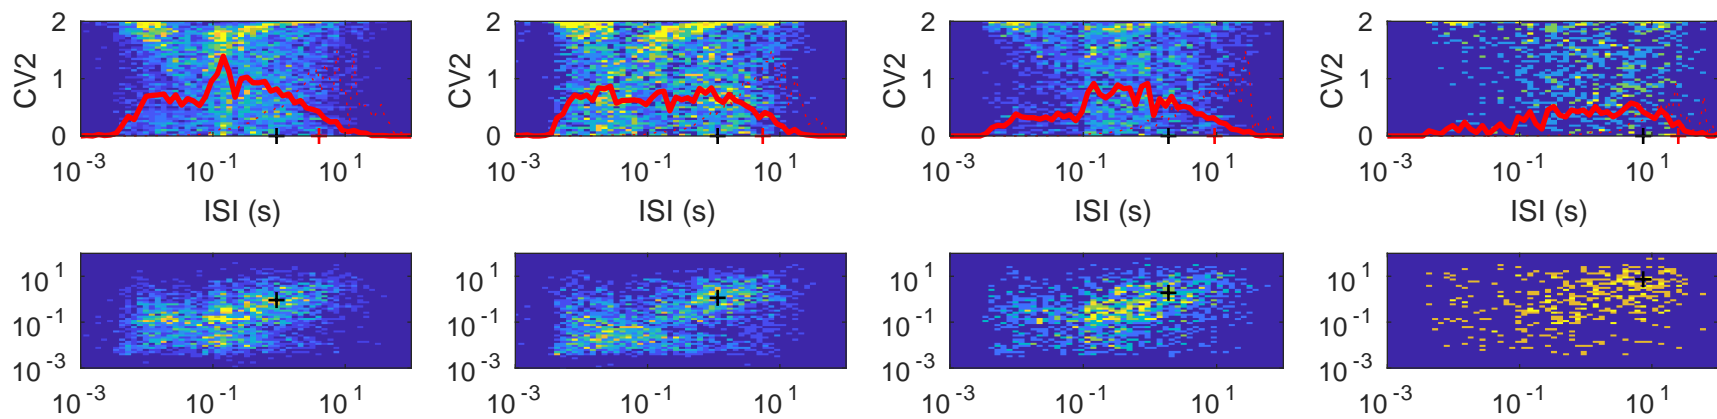 2 2 2 2
CV2 CV2 CV2 CV2
1 1 1 1
0 0 0 0
10^-3 10^-1 10^1 10^-3 10^-1 10^1 10^-3 10^-1 10^1 10^-3 10^-1 10^1
ISI (s) ISI (s) ISI (s) ISI (s)
10^1 10^1 10^1 10^1
10^-1 10^-1 10^-1 10^-1
10^-3 10^-3 10^-3 10^-3
10^-3 10^-1 10^1 10^-3 10^-1 10^1 10^-3 10^-1 10^1 10^-3 10^-1 10^1